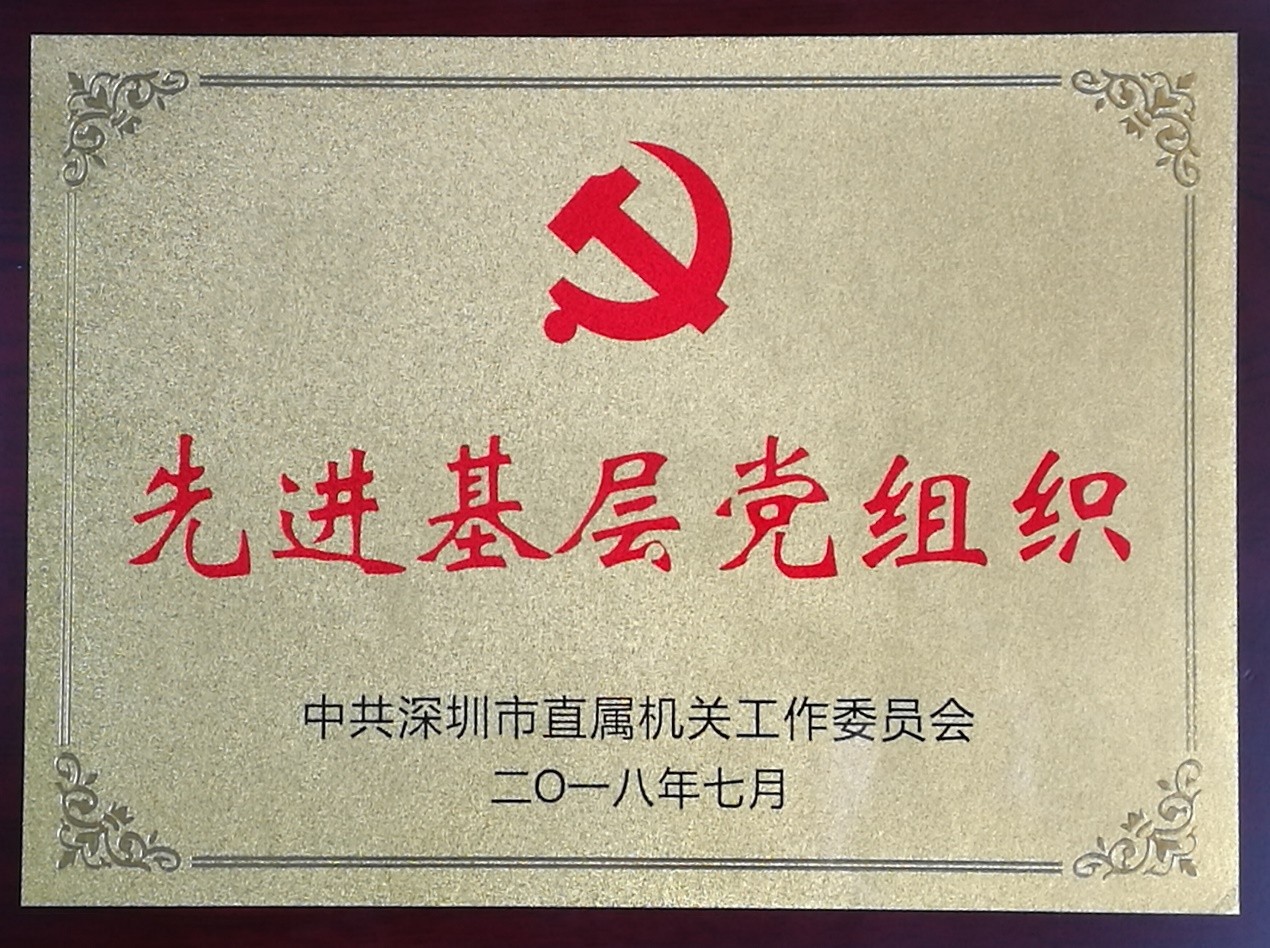 先进基层党组织
中共深圳市直属机关工作委员会
二〇一八年七月